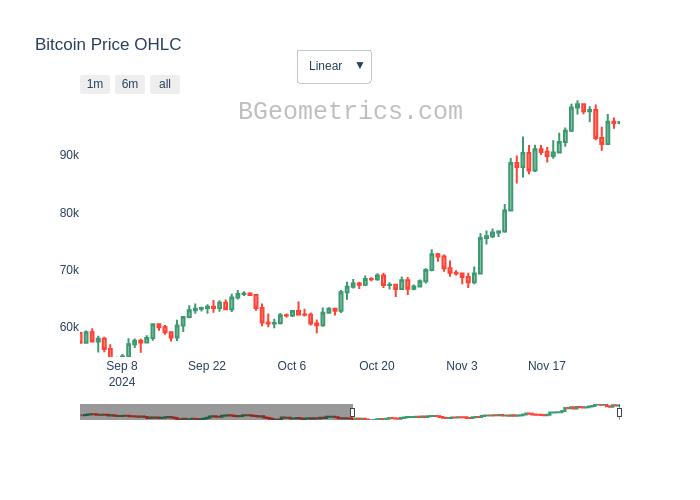 Bitcoin Price OHLC
Linear ▼
1m 6m all
BGeometrics.com
90k
80k
70k
60k
Sep 8 Sep 22 Oct 6 Oct 20 Nov 3 Nov 17
2024